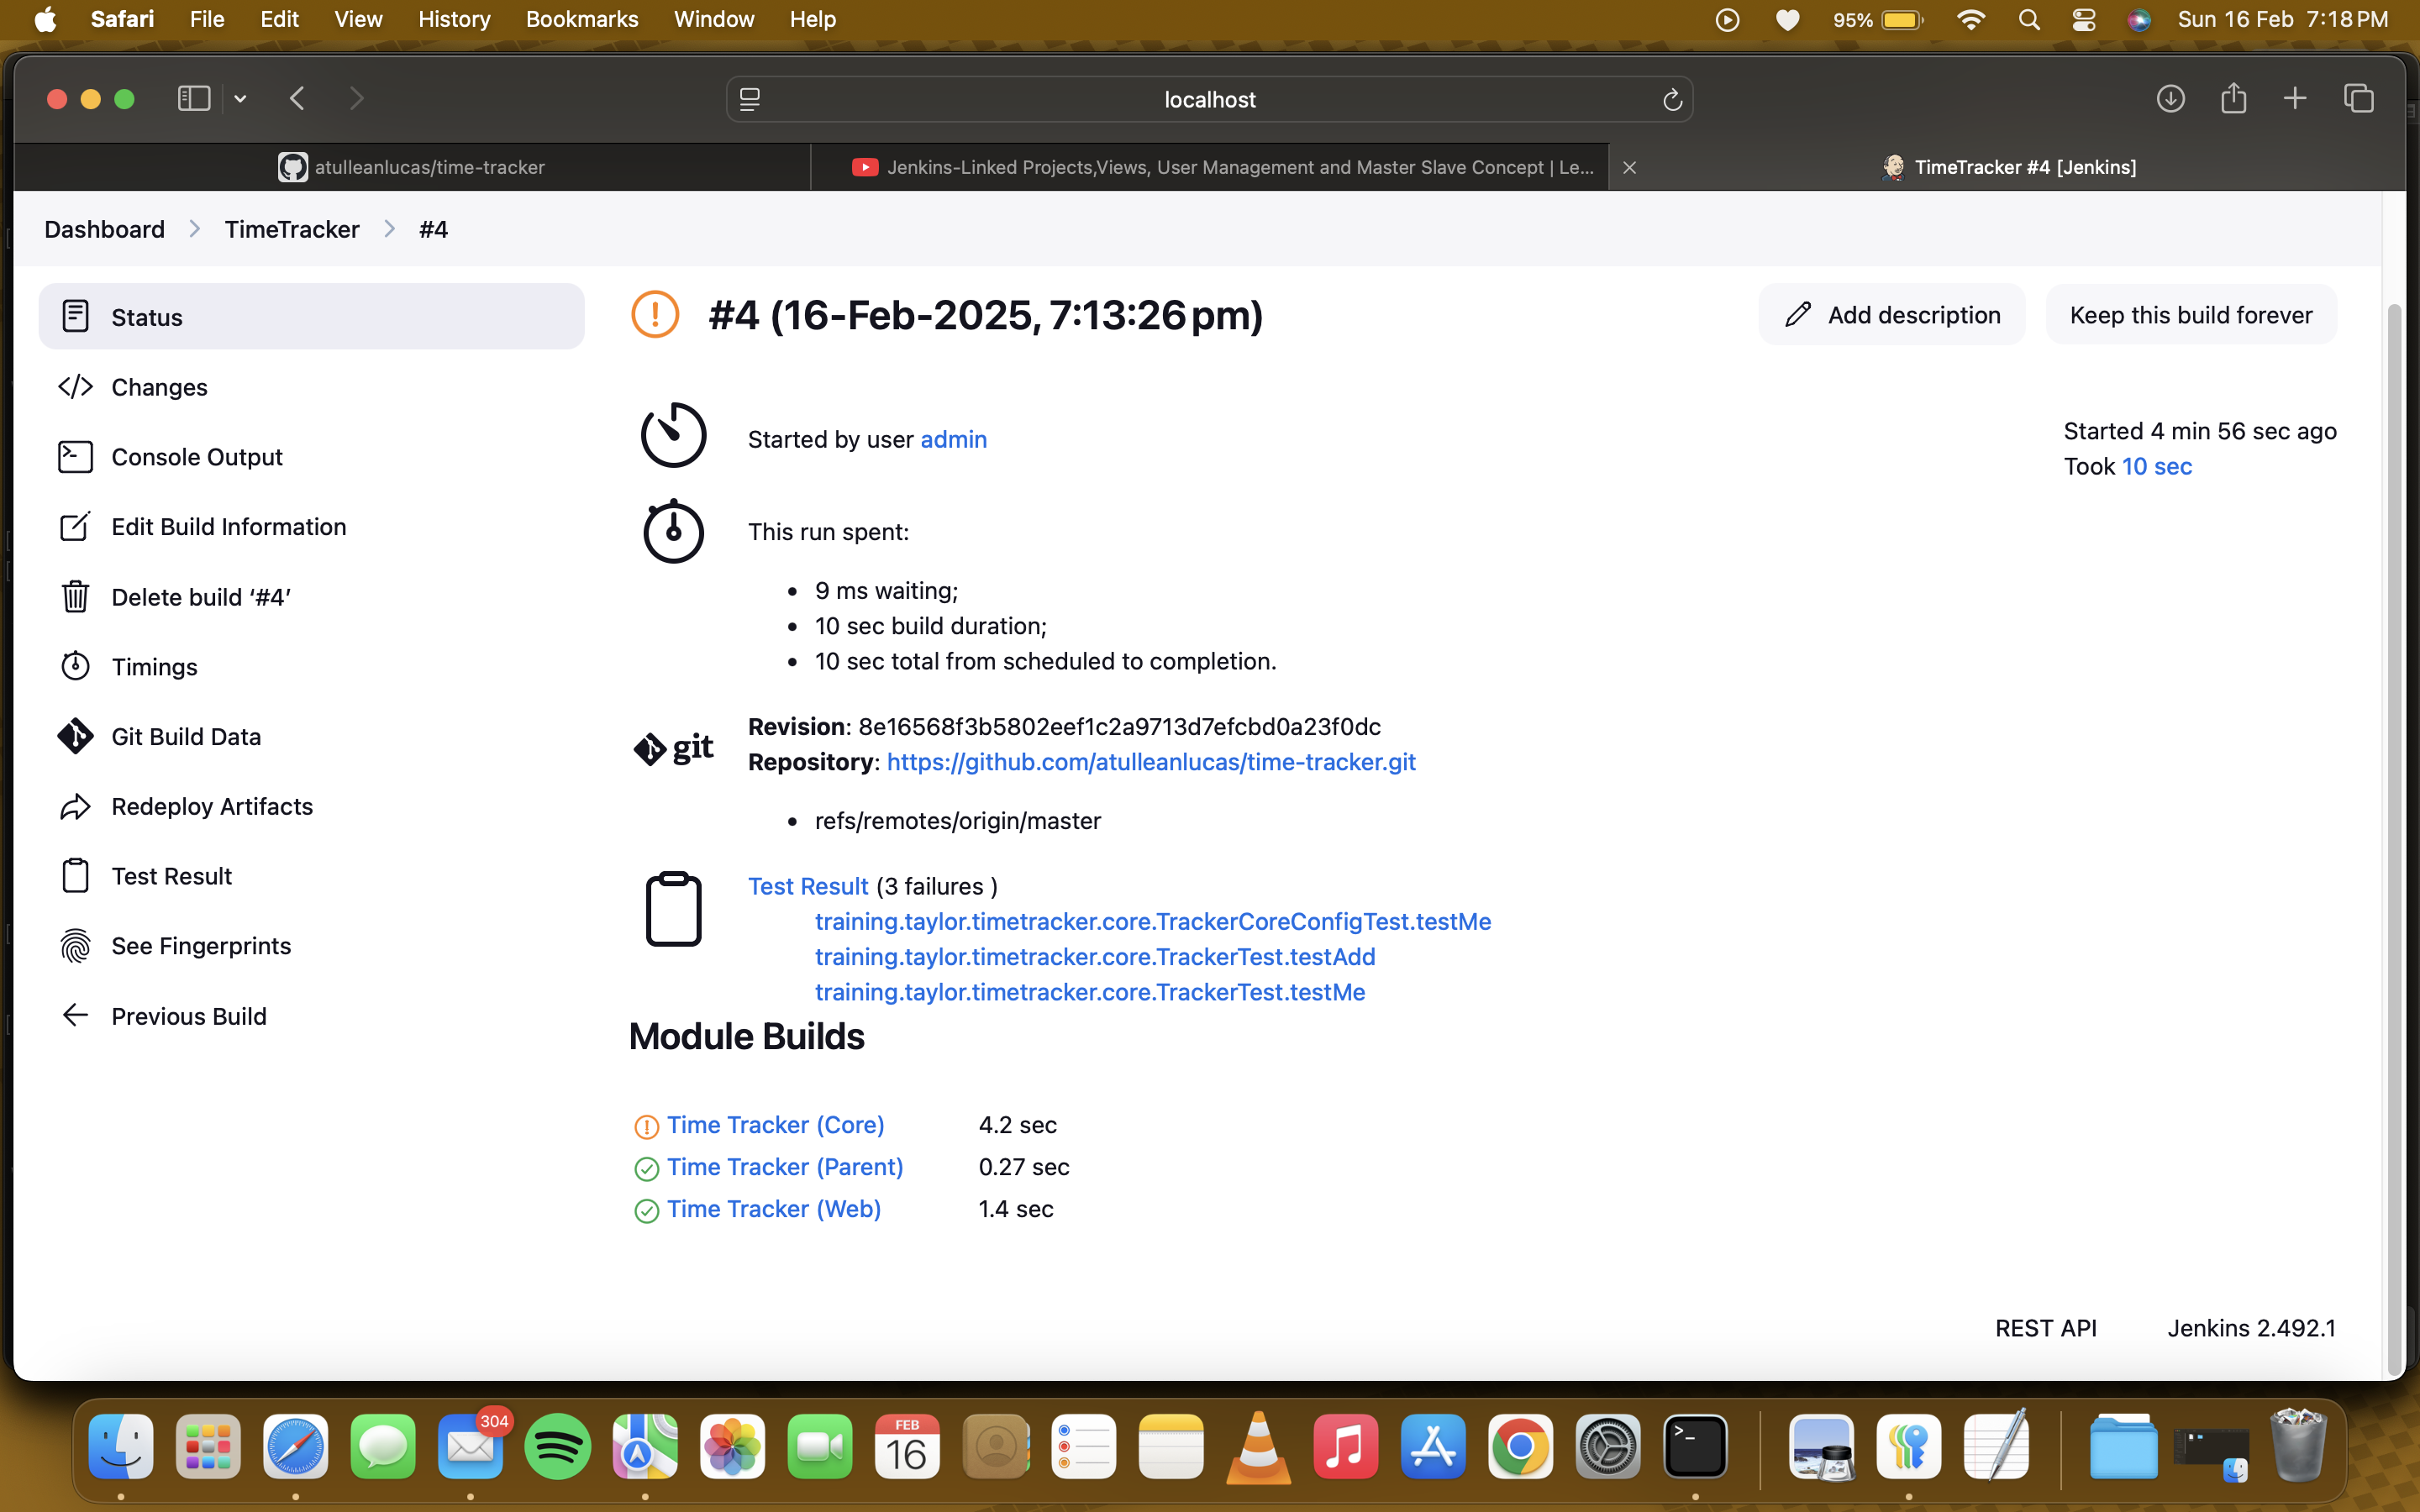 Safari File Edit View History Bookmarks Window Help 95% Sun 16 Feb 7:18 PM
localhost
atulleanlucas/time-tracker
Jenkins-Linked Projects,Views, User Management and Master Slave Concept | Le...
TimeTracker #4 [Jenkins]
Dashboard TimeTracker #4
Status
Changes
Console Output
Edit Build Information
Delete build ‘#4’
Timings
Git Build Data
Redeploy Artifacts
Test Result
See Fingerprints
Previous Build
#4 (16-Feb-2025, 7:13:26 pm)
Add description
Keep this build forever
Started by user admin
Started 4 min 56 sec ago
Took 10 sec
This run spent:
• 9 ms waiting;
• 10 sec build duration;
• 10 sec total from scheduled to completion.
git
Revision: 8e16568f3b5802eef1c2a9713d7efcbd0a23f0dc
Repository: https://github.com/atulleanlucas/time-tracker.git
• refs/remotes/origin/master
Test Result (3 failures )
training.taylor.timetracker.core.TrackerCoreConfigTest.testMe
training.taylor.timetracker.core.TrackerTest.testAdd
training.taylor.timetracker.core.TrackerTest.testMe
Module Builds
Time Tracker (Core) 4.2 sec
Time Tracker (Parent) 0.27 sec
Time Tracker (Web) 1.4 sec
REST API Jenkins 2.492.1
304
FEB
16